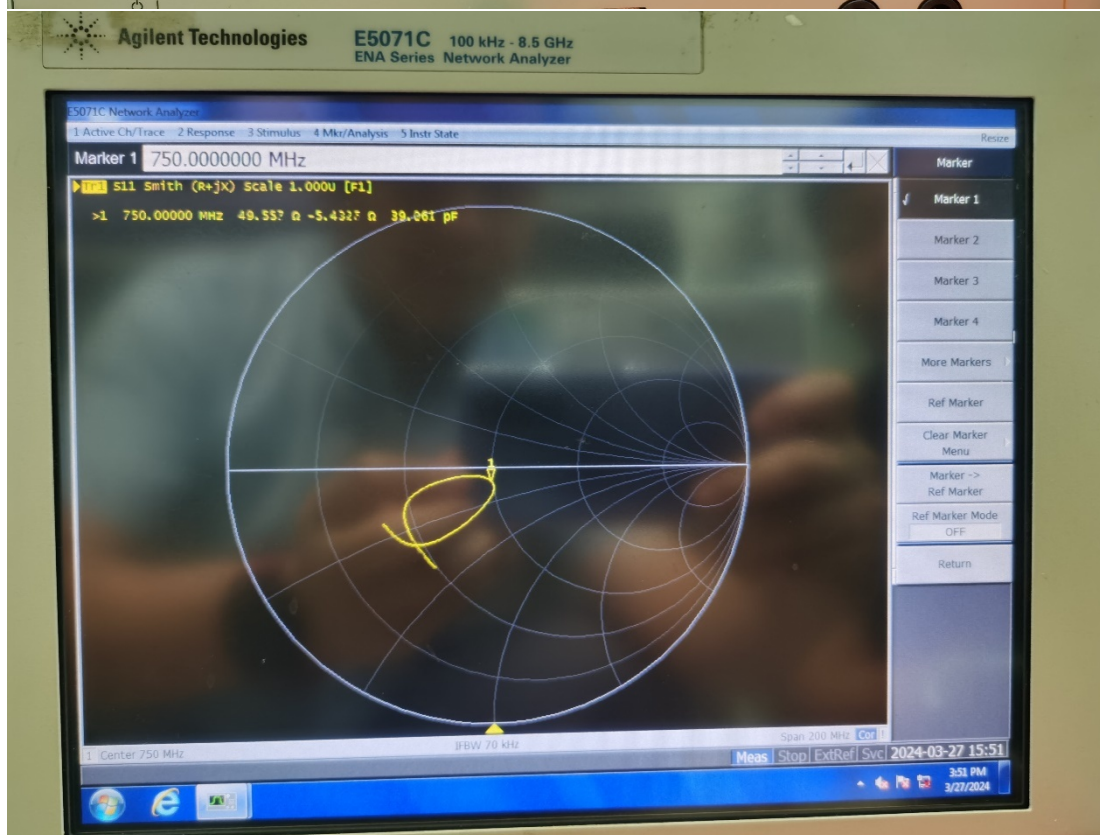 Agilent Technologies E5071C 100 kHz - 8.5 GHz
ENA Series Network Analyzer
E5071C Network Analyzer
1 Active Ch/Trace 2 Response 3 Stimulus 4 Mkr/Analysis 5 Instr State
Resize
Marker 1 750.0000000 MHz
Tr1 S11 Smith (R+jX) Scale 1.000U [F1]
>1 750.00000 MHz Ω Ω pF
1
Marker
√ Marker 1
Marker 2
Marker 3
Marker 4
More Markers
Ref Marker
Clear Marker
Menu
Marker ->
Ref Marker
Ref Marker Mode
OFF
Return
1 Center 750 MHz
IFBW 70 kHz
Span 200 MHz Cor !
Meas Stop ExtRef Svc 2024-03-27 15:51
3:51 PM
3/27/2024